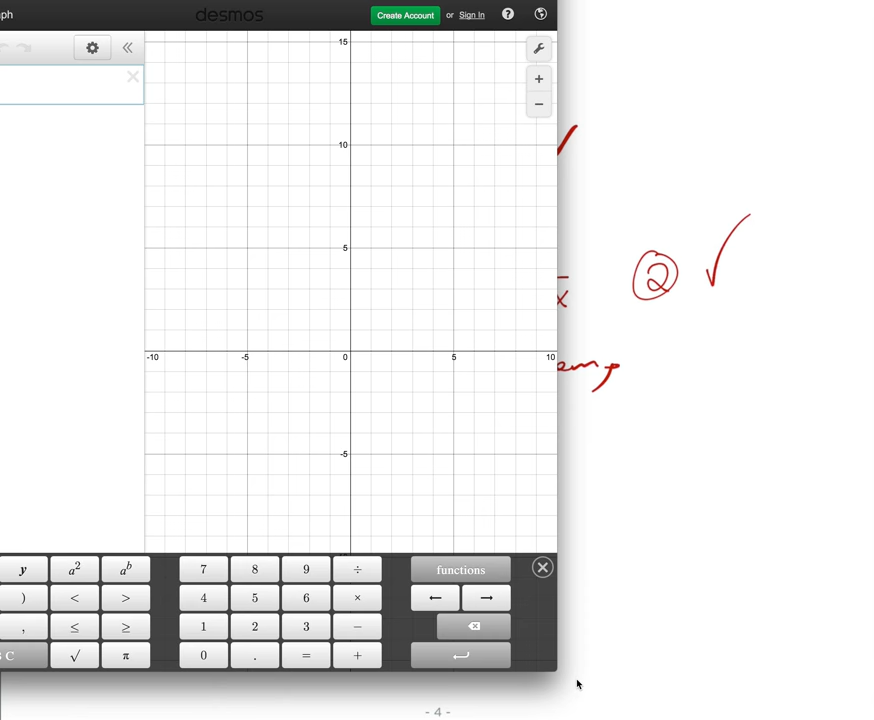 ph desmos Create Account or Sign In ?
15
10
5
-10 -5 0 5 10
-5
y a² aᵇ 7 8 9 ÷ functions
) < > 4 5 6 × ← →
, ≤ ≥ 1 2 3 −
C √ π 0 . = +
x
②
- 4 -